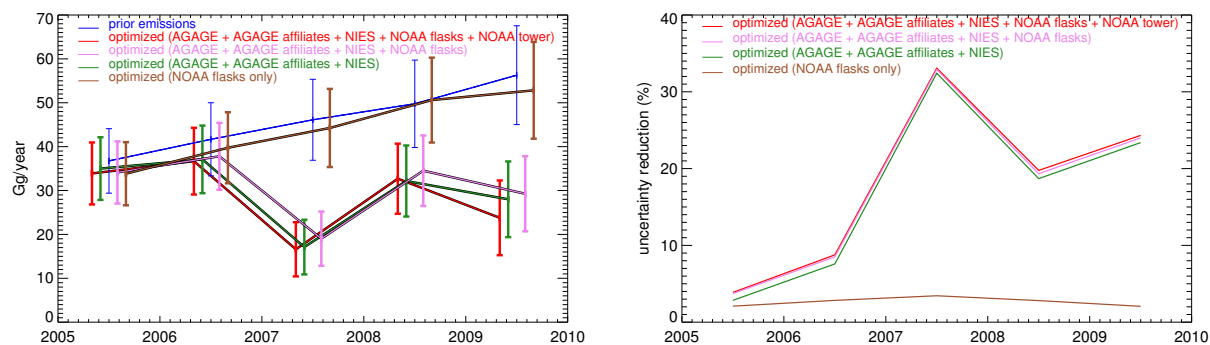 prior emissions
optimized (AGAGE + AGAGE affiliates + NIES + NOAA flasks + NOAA tower)
optimized (AGAGE + AGAGE affiliates + NIES + NOAA flasks)
optimized (AGAGE + AGAGE affiliates + NIES)
optimized (NOAA flasks only)
Gg/year
70
60
50
40
30
20
10
0
2005 2006 2007 2008 2009 2010
optimized (AGAGE + AGAGE affiliates + NIES + NOAA flasks + NOAA tower)
optimized (AGAGE + AGAGE affiliates + NIES + NOAA flasks)
optimized (AGAGE + AGAGE affiliates + NIES)
optimized (NOAA flasks only)
uncertainty reduction (%)
40
30
20
10
0
2005 2006 2007 2008 2009 2010